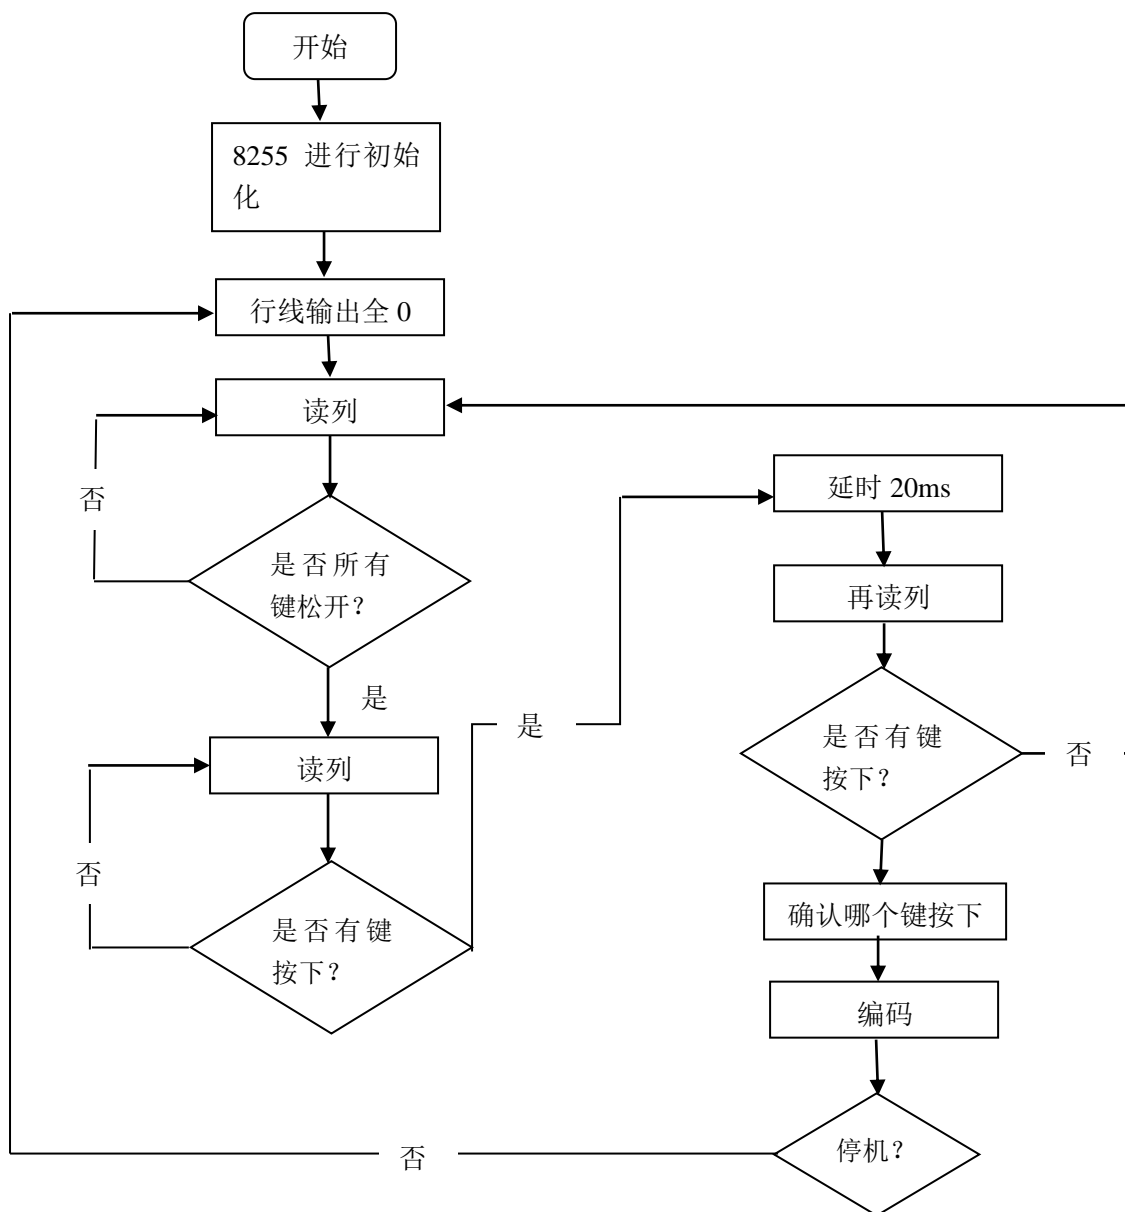 开始
8255 进行初始
化
行线输出全 0
读列
否
是否所有
键松开？
是
读列
否
是否有键
按下？
是
延时 20ms
再读列
是否有键
按下？
否
确认哪个键按下
编码
停机？
否